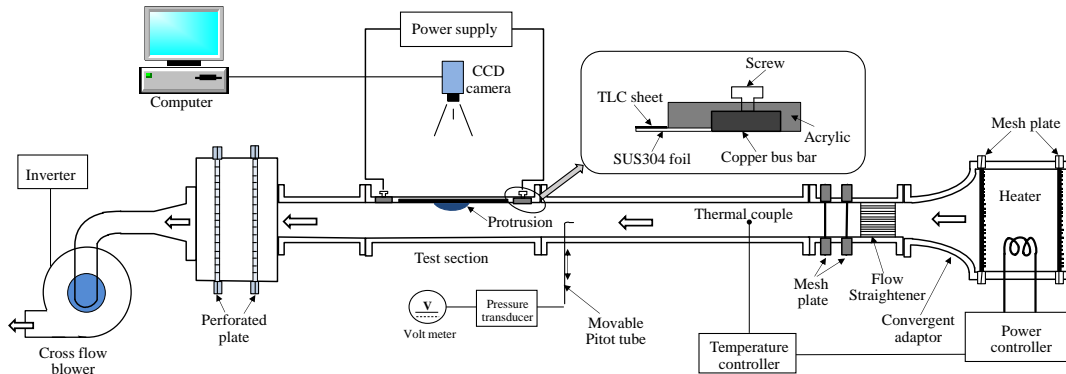 Power supply
CCD
camera
Computer
Screw
TLC sheet
Acrylic
SUS304 foil
Copper bus bar
Mesh plate
Inverter
Heater
Protrusion
Thermal couple
Test section
Perforated
plate
V
Volt meter
Pressure
transducer
Movable
Pitot tube
Mesh
plate
Flow
Straightener
Convergent
adaptor
Temperature
controller
Power
controller
Cross flow
blower